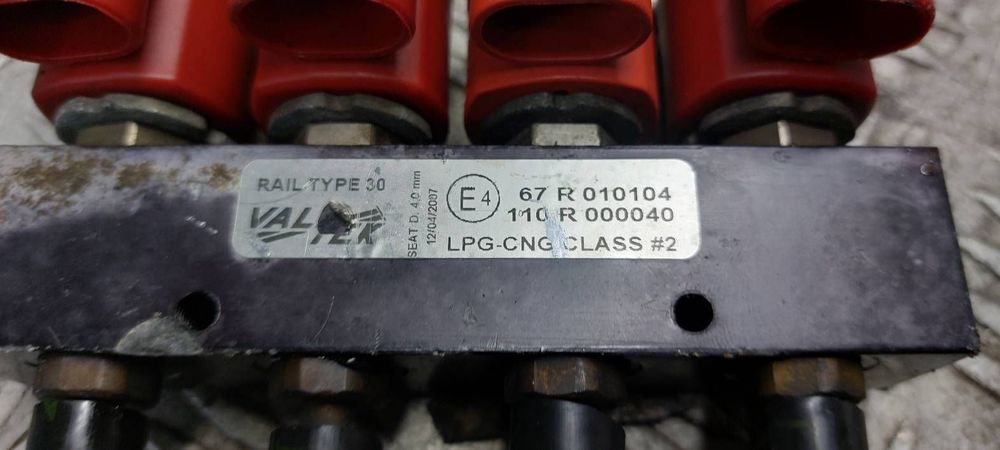 RAIL TYPE 30
VALTEK
SEAT D. 4.0 mm
12/04/2007
E4
67 R 010104
110 R 000040
LPG-CNG CLASS #2